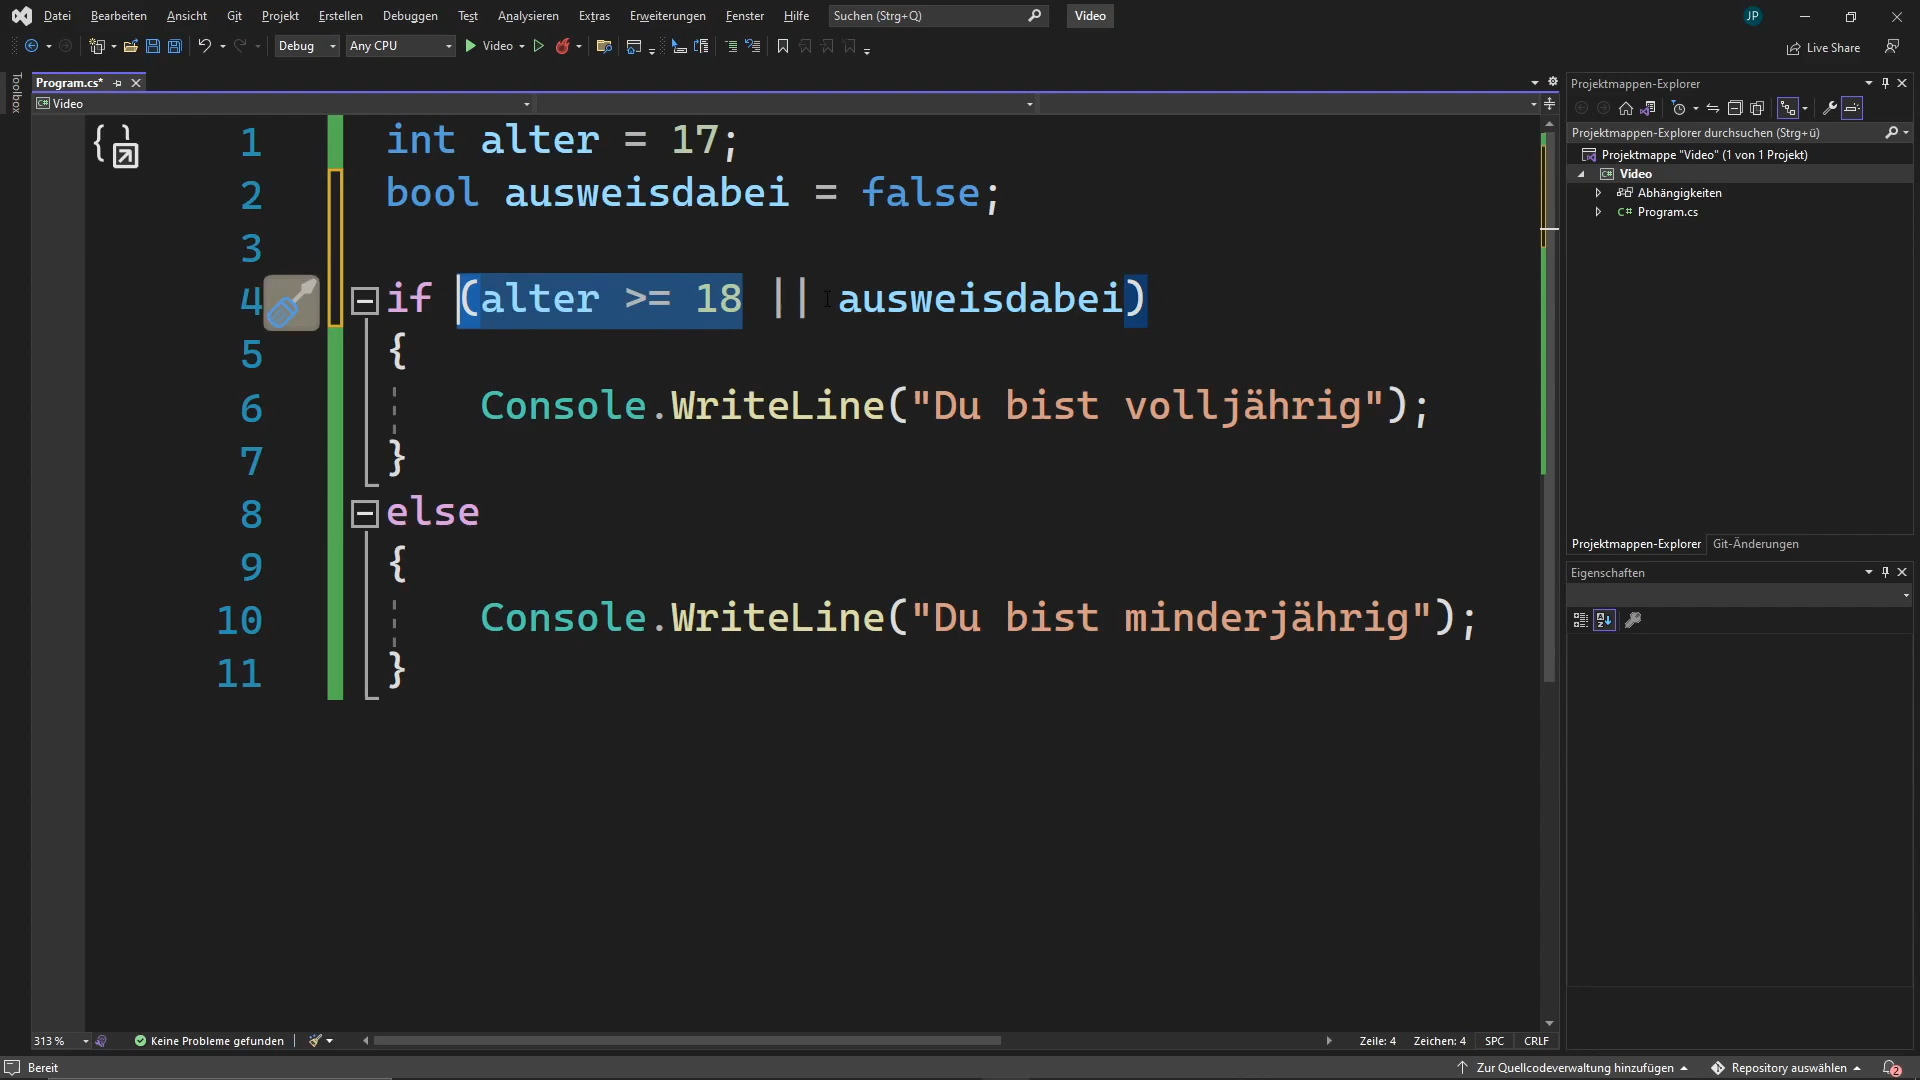 Datei Bearbeiten Ansicht Git Projekt Erstellen Debuggen Test Analysieren Extras Erweiterungen Fenster Hilfe Suchen (Strg+Q) Video JP
Debug Any CPU Video Live Share
Toolbox
Program.cs*
C# Video
1 int alter = 17;
2 bool ausweisdabei = false;
3
4 if (alter >= 18 || ausweisdabei)
5 {
6 Console.WriteLine("Du bist volljährig");
7 }
8 else
9 {
10 Console.WriteLine("Du bist minderjährig");
11 }
Projektmappen-Explorer
Projektmappen-Explorer durchsuchen (Strg+ü)
Projektmappe "Video" (1 von 1 Projekt)
C# Video
Abhängigkeiten
C# Program.cs
Projektmappen-Explorer Git-Änderungen
Eigenschaften
313 % Keine Probleme gefunden Zeile: 4 Zeichen: 4 SPC CRLF
Bereit Zur Quellcodeverwaltung hinzufügen Repository auswählen 2